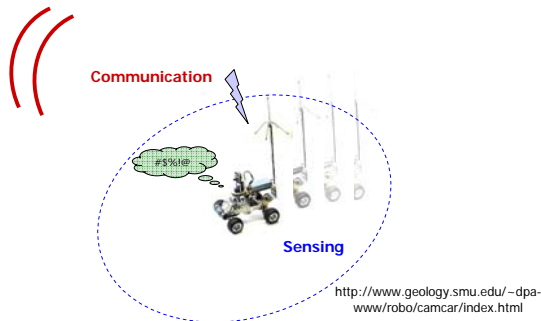 Communication
#$%!@
Sensing
http://www.geology.smu.edu/~dpa-
www/robo/camcar/index.html